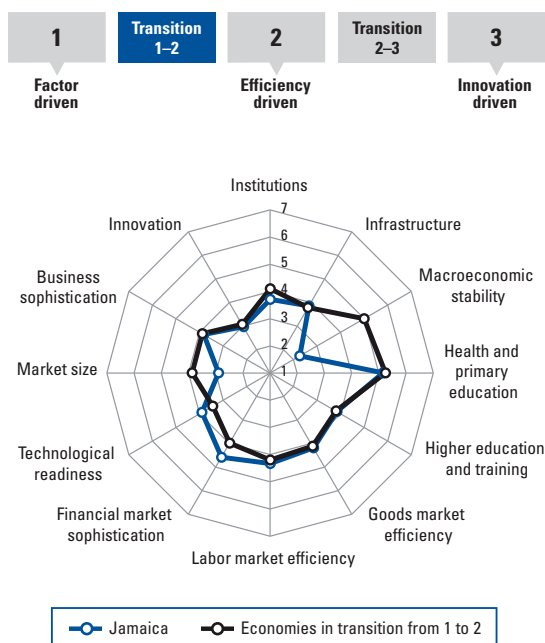 1
Transition
1–2
2
Transition
2–3
3
Factor
driven
Efficiency
driven
Innovation
driven
Institutions
7
6
5
4
3
2
1
Infrastructure
Macroeconomic
stability
Health and
primary
education
Higher education
and training
Goods market
efficiency
Labor market efficiency
Financial market
sophistication
Technological
readiness
Market size
Business
sophistication
Innovation
Jamaica
Economies in transition from 1 to 2